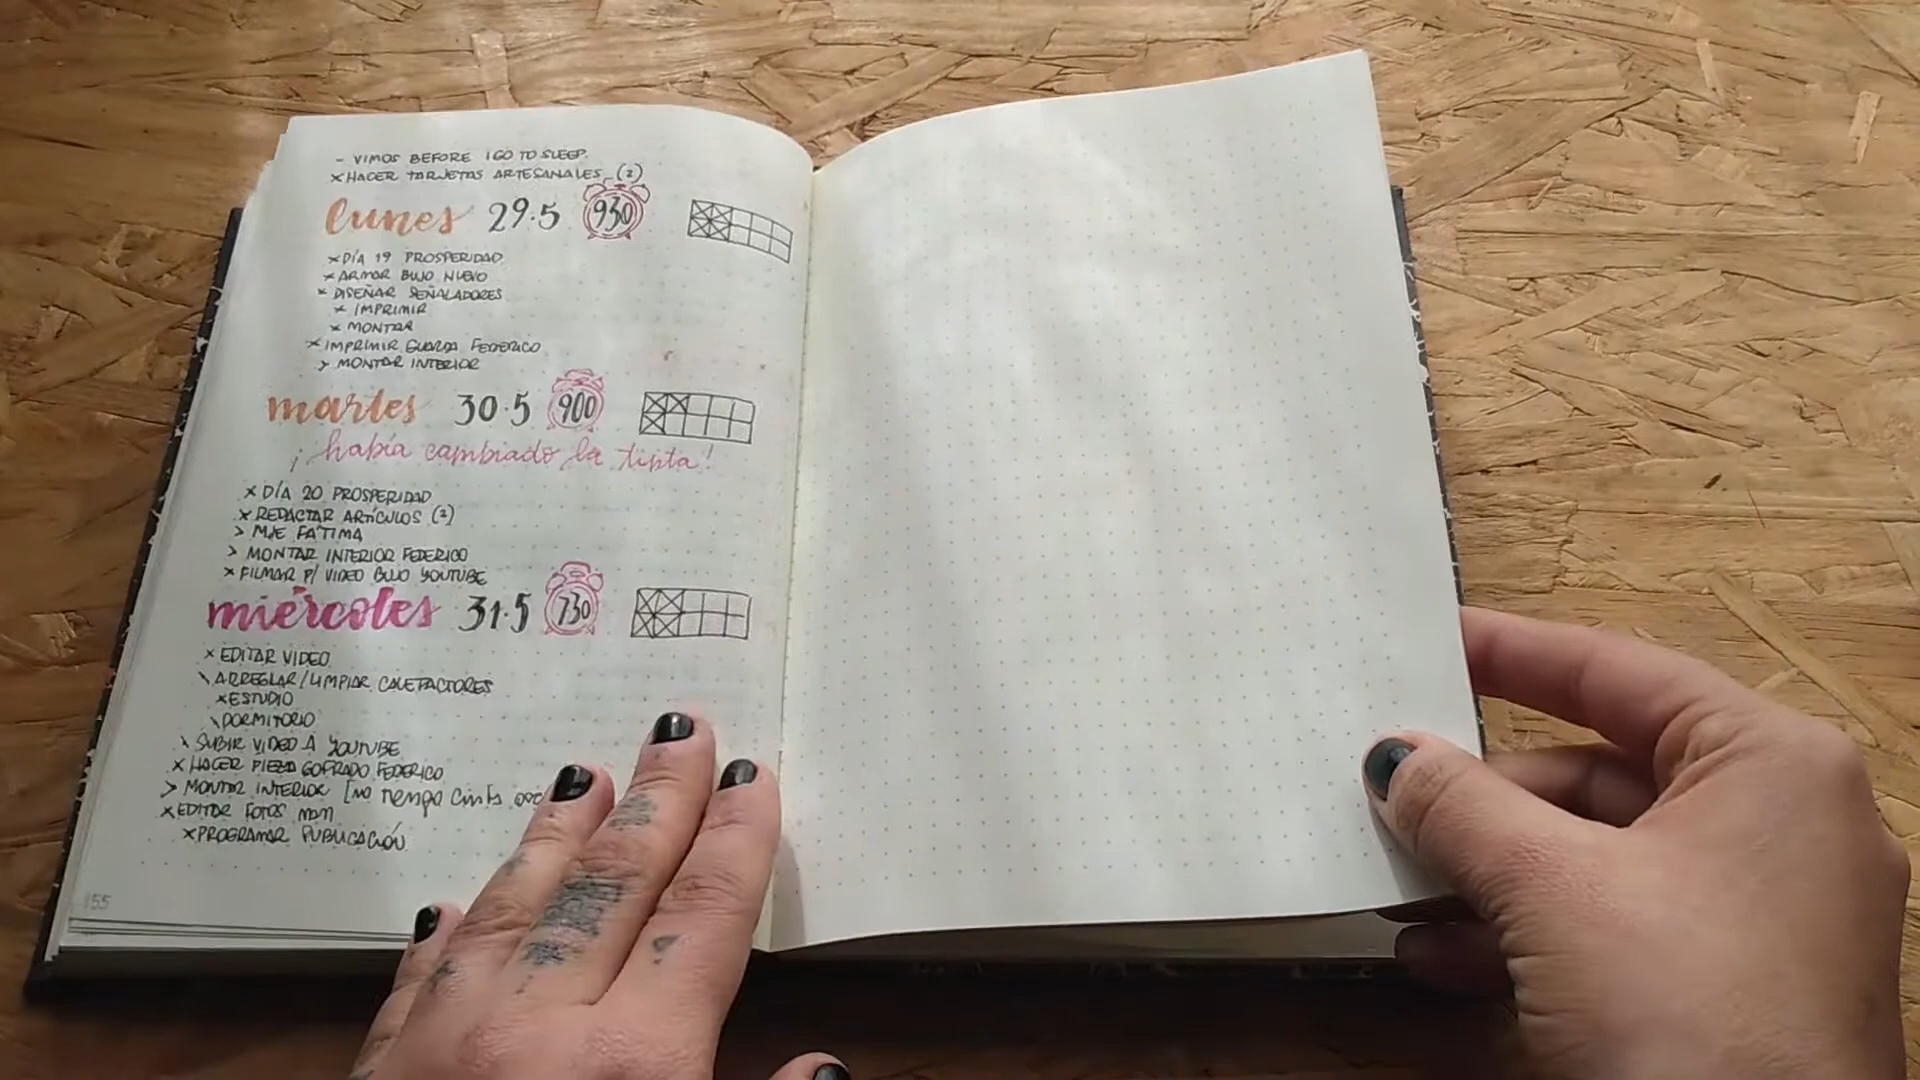 - VIMOS BEFORE I GO TO SLEEP.
× HACER TARJETAS ARTESANALES (2)
lunes 29·5 930
× DÍA 19 PROSPERIDAD
× ARMAR BUJO NUEVO
× DISEÑAR SEÑALADORES
× IMPRIMIR
× MONTAR
× IMPRIMIR GUARDA FEDERICO
> MONTAR INTERIOR
martes 30·5 900
¡había cambiado la tinta!
× DÍA 20 PROSPERIDAD
× REDACTAR ARTÍCULOS (2)
> MJE FÁTIMA
> MONTAR INTERIOR FEDERICO
× FILMAR P/ VIDEO BUJO YOUTUBE
miércoles 31·5 730
× EDITAR VIDEO
\ ARREGLAR/LIMPIAR CALEFACTORES
× ESTUDIO
\ DORMITORIO
\ SUBIR VIDEO A YOUTUBE
× HACER PIEZA GOFRADO FEDERICO
> MONTAR INTERIOR [no tengo cinta
× EDITAR FOTOS
× PROGRAMAR PUBLICACIÓN
155